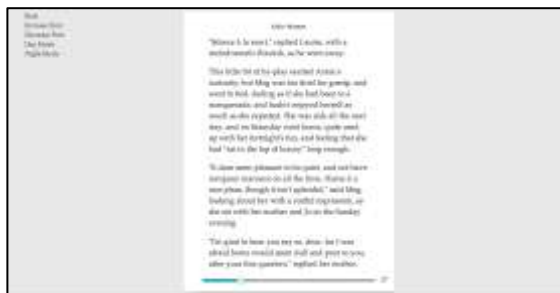 Increase Font
Decrease Font
Day Mode
Night Mode
Little Women
"Silence à la mort," replied Laurie, with a
melodramatic flourish, as he went away.
This little bit of by-play excited Annie's
curiosity, but Meg was too tired for gossip, and
went to bed, feeling as if she had been to a
masquerade, and hadn't enjoyed herself as
much as she expected. She was sick all the next
day, and on Saturday went home, quite used
up with her fortnight's fun, and feeling that she
had "sat in the lap of luxury" long enough.
"It does seem pleasant to be quiet, and not have
company manners on all the time. Home is a
nice place, though it isn't splendid," said Meg,
looking about her with a restful expression, as
she sat with her mother and Jo on the Sunday
evening.
"I'm glad to hear you say so, dear, for I was
afraid home would seem dull and poor to you,
after your fine quarters," replied her mother,